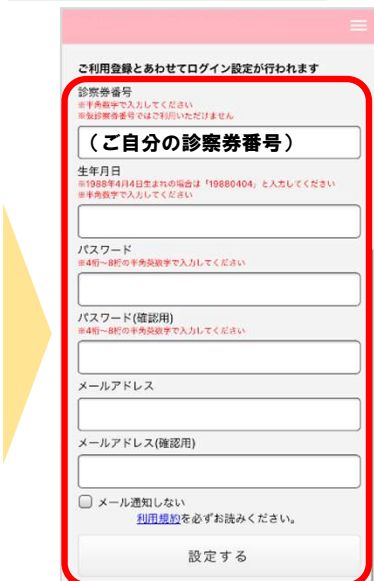 ご利用登録とあわせてログイン設定が行われます
診察券番号
※半角数字で入力してください
※仮診察券番号ではご利用いただけません
（ご自分の診察券番号）
生年月日
※1988年4月4日生まれの場合は「19880404」と入力してください
※半角数字で入力してください
パスワード
※4桁～8桁の半角英数字で入力してください
パスワード(確認用)
※4桁～8桁の半角英数字で入力してください
メールアドレス
メールアドレス(確認用)
メール通知しない
利用規約を必ずお読みください。
設定する